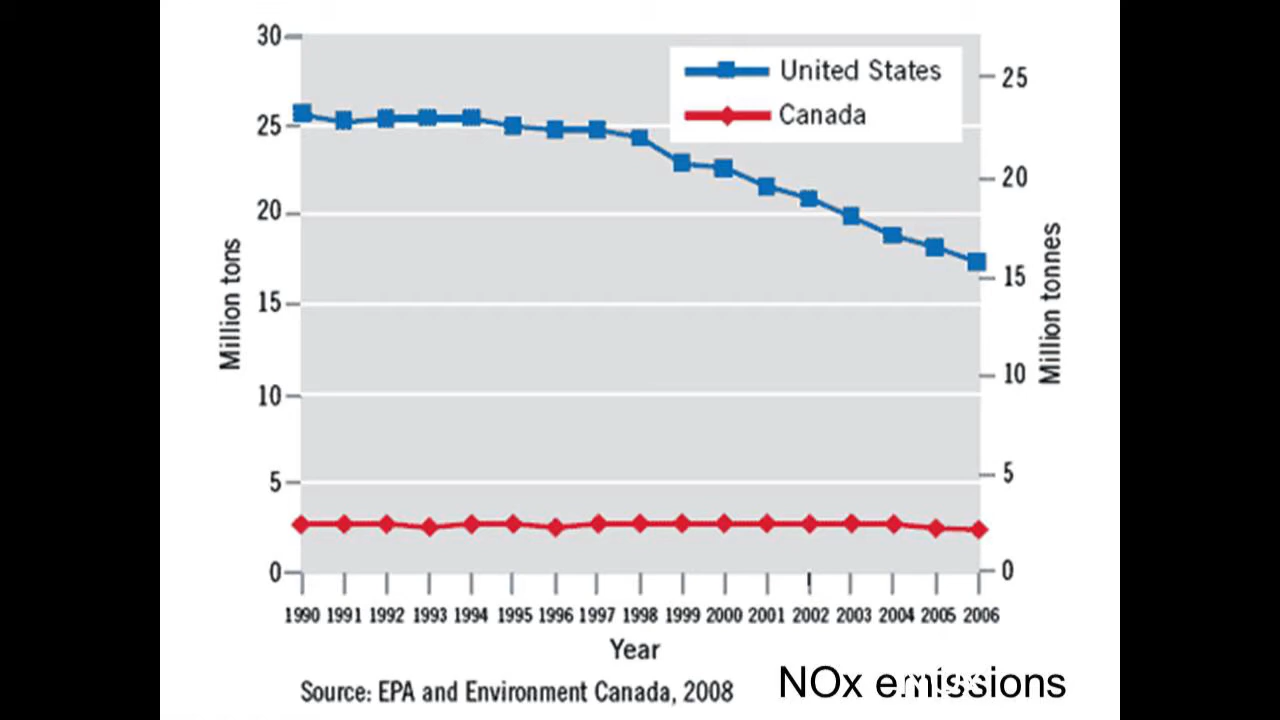 30
25
20
15
10
5
0
Million tons
United States
Canada
25
20
15
10
5
0
Million tonnes
1990 1991 1992 1993 1994 1995 1996 1997 1998 1999 2000 2001 2002 2003 2004 2005 2006
Year
Source: EPA and Environment Canada, 2008
NOx emissions